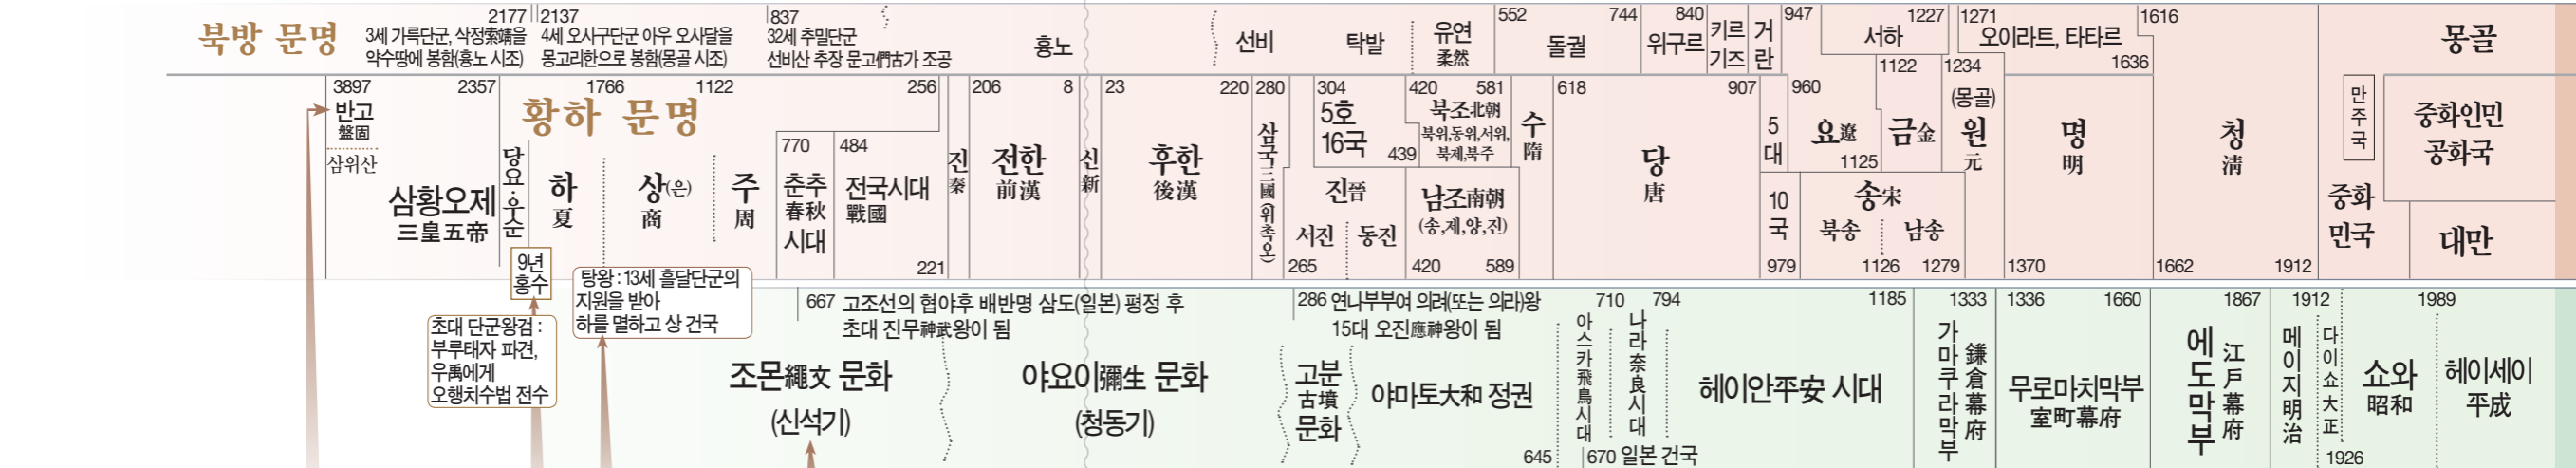 북방 문명
2177
3세 가륵단군, 삭정索靖을
약수땅에 봉함(흉노 시조)
2137
4세 오사구단군 아우 오사달을
몽고리한으로 봉함(몽골 시조)
837
32세 추밀단군
선비산 추장 문고們古가 조공
흉노
선비
탁발
유연
柔然
552
744
돌궐
840
위구르
키르
기즈
거
란
947
1227
서하
1271
오이라트, 타타르
1616
1636
몽골
3897
반고
盤固
삼위산
2357
삼황오제
三皇五帝
당요·우순
황하 문명
1766
1122
256
하
夏
상(은)
商
주
周
770
춘추
春秋
시대
484
전국시대
戰國
221
진秦
206
8
전한
前漢
신新
23
220
후한
後漢
280
삼국三國(위촉오)
304
5호
16국
439
진晉
서진
동진
265
420
581
북조北朝
북위,동위,서위,
북제,북주
남조南朝
(송,제,양,진)
420
589
수
隋
618
907
당
唐
5
대
10
국
979
960
요遼
1125
1122
금金
1234
(몽골)
원
元
송宋
북송
남송
1126
1279
명
明
1370
청
淸
1662
1912
만주국
중화
민국
중화인민
공화국
대만
9년
홍수
초대 단군왕검 :
부루태자 파견,
우禹에게
오행치수법 전수
탕왕 : 13세 흘달단군의
지원을 받아
하를 멸하고 상 건국
667 고조선의 협야후 배반명 삼도(일본) 평정 후
초대 진무神武왕이 됨
286 연나부부여 의려(또는 의라)왕
15대 오진應神왕이 됨
조몬繩文 문화
(신석기)
야요이彌生 문화
(청동기)
고분
古墳
문화
야마토大和 정권
645
아스카飛鳥시대
710
나라奈良시대
670 일본 건국
794
1185
헤이안平安 시대
1333
가마쿠라막부
鎌倉幕府
1336
1660
무로마치막부
室町幕府
1867
에도막부
江戶幕府
1912
메이지明治
다이쇼大正
1926
쇼와
昭和
1989
헤이세이
平成